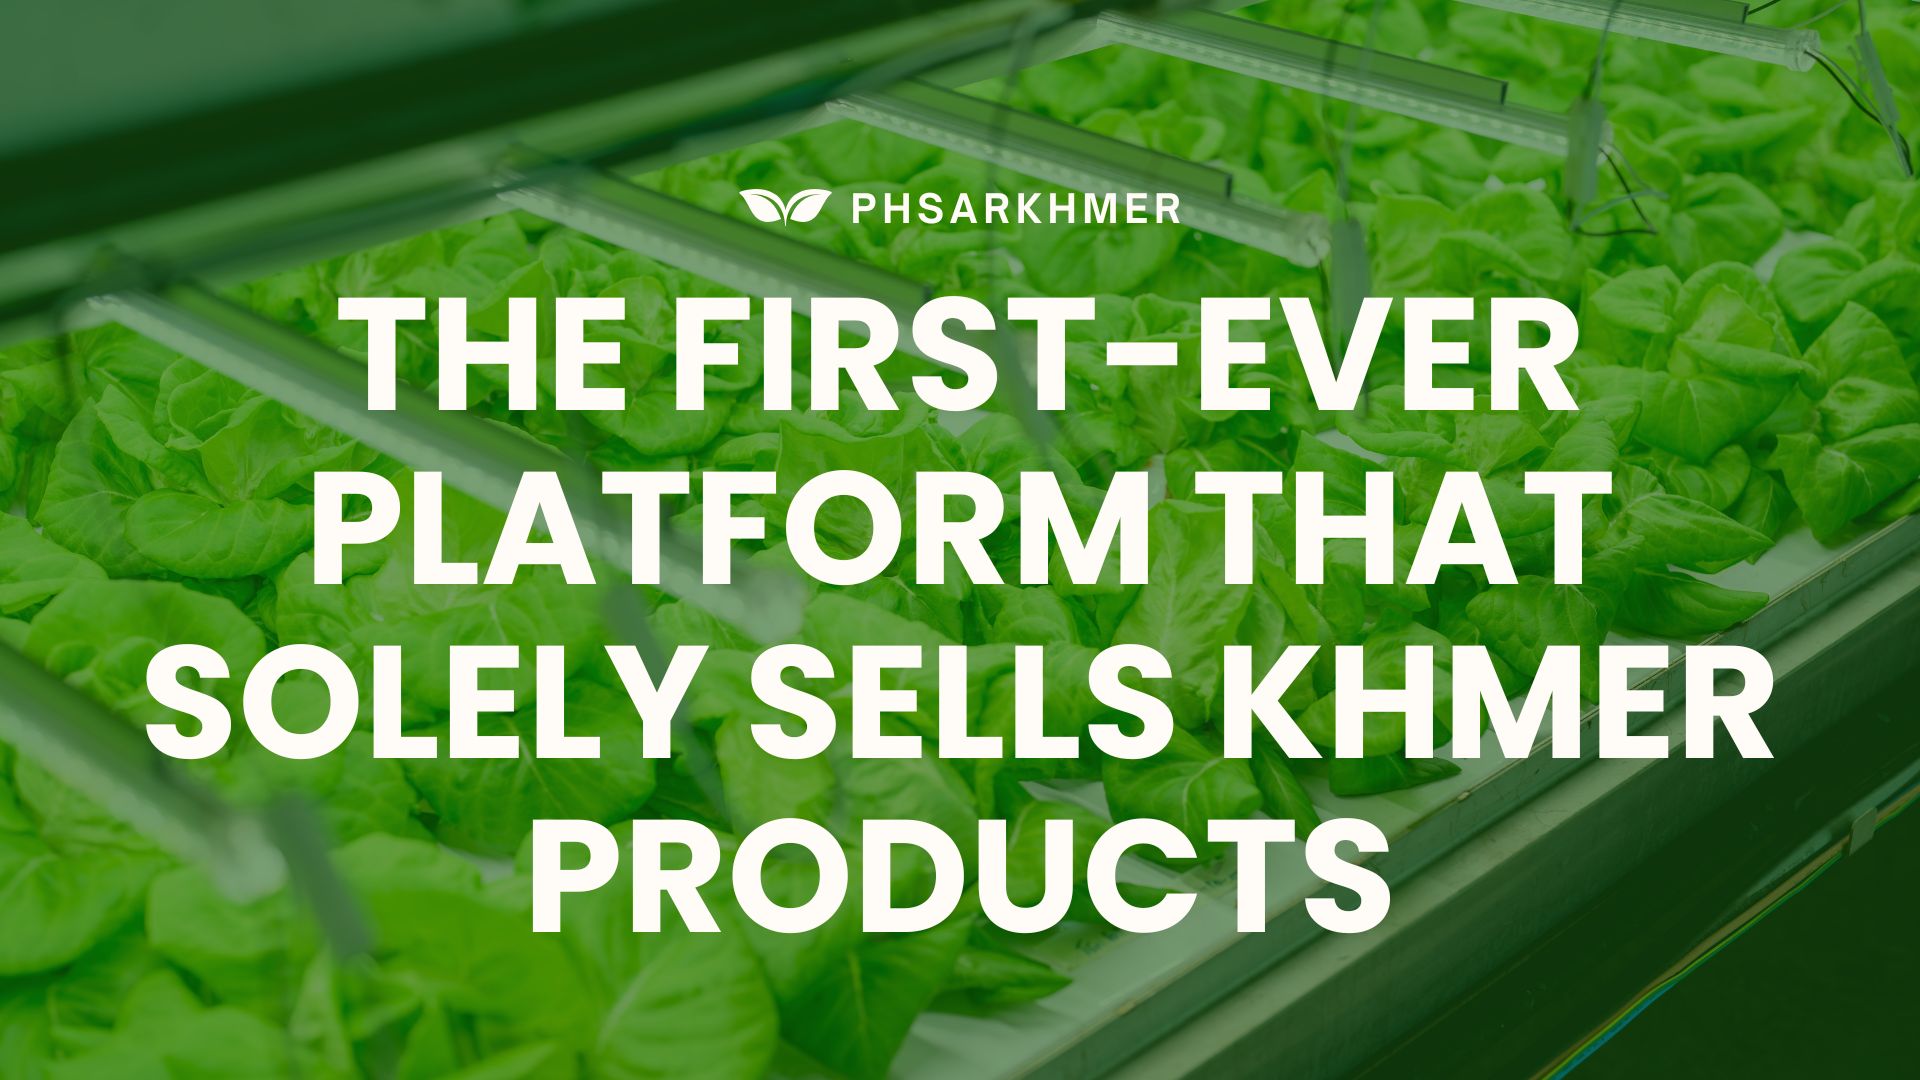 PHSARKHMER
THE FIRST-EVER
PLATFORM THAT
SOLELY SELLS KHMER
PRODUCTS